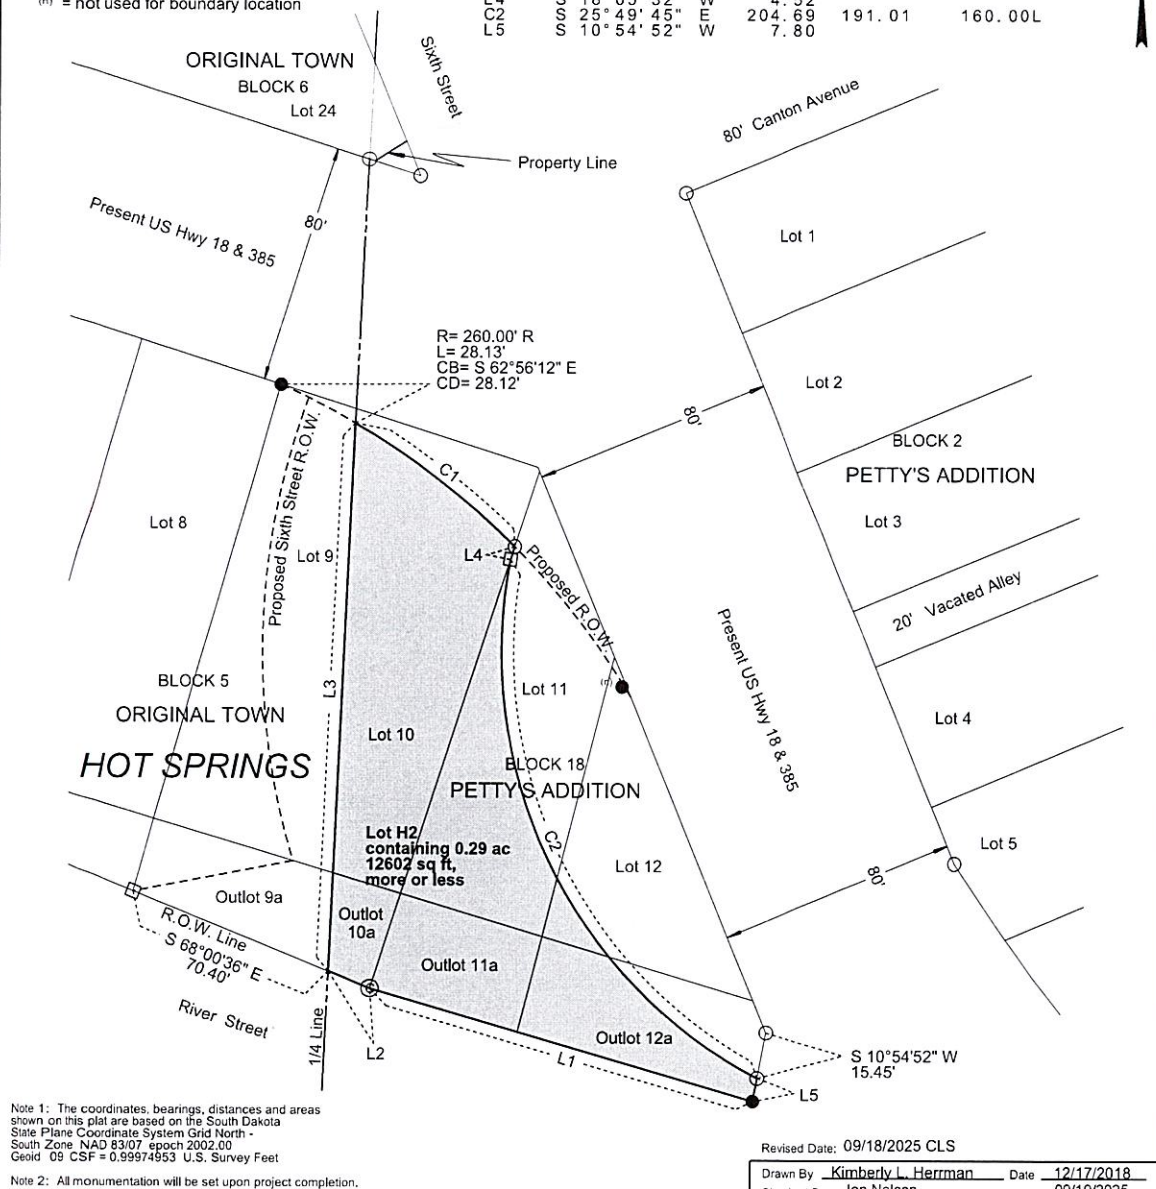 (n) = not used for boundary location
C2 S 25°49'45" E 204.69 191.01 160.00L
L5 S 10°54'52" W 7.80
ORIGINAL TOWN
BLOCK 6
Lot 24
Sixth Street
80' Canton Avenue
Property Line
Present US Hwy 18 & 385
80'
Lot 1
R= 260.00' R
L= 28.13'
CB= S 62°56'12" E
CD= 28.12'
Lot 2
80'
BLOCK 2
PETTY'S ADDITION
C1
Proposed Sixth Street R.O.W.
Lot 8
Lot 9
Lot 3
L4
Proposed R.O.W.
20' Vacated Alley
Present US Hwy 18 & 385
BLOCK 5
ORIGINAL TOWN
HOT SPRINGS
L3
(n)
Lot 11
Lot 10
Lot 4
BLOCK 18
PETTY'S ADDITION
Lot H2
containing 0.29 ac
12602 sq ft,
more or less
C2
Lot 12
Lot 5
80'
Outlot 9a
Outlot
10a
R.O.W. Line
S 68°00'36" E
70.40'
Outlot 11a
River Street
1/4 Line
L2
Outlot 12a
L1
S 10°54'52" W
15.45'
L5
Note 1: The coordinates, bearings, distances and areas
shown on this plat are based on the South Dakota
State Plane Coordinate System Grid North -
South Zone NAD 83/07 epoch 2002.00
Geoid 09 CSF = 0.99974953 U.S. Survey Feet
Note 2: All monumentation will be set upon project completion.
Revised Date: 09/18/2025 CLS
Drawn By Kimberly L. Herrman Date 12/17/2018